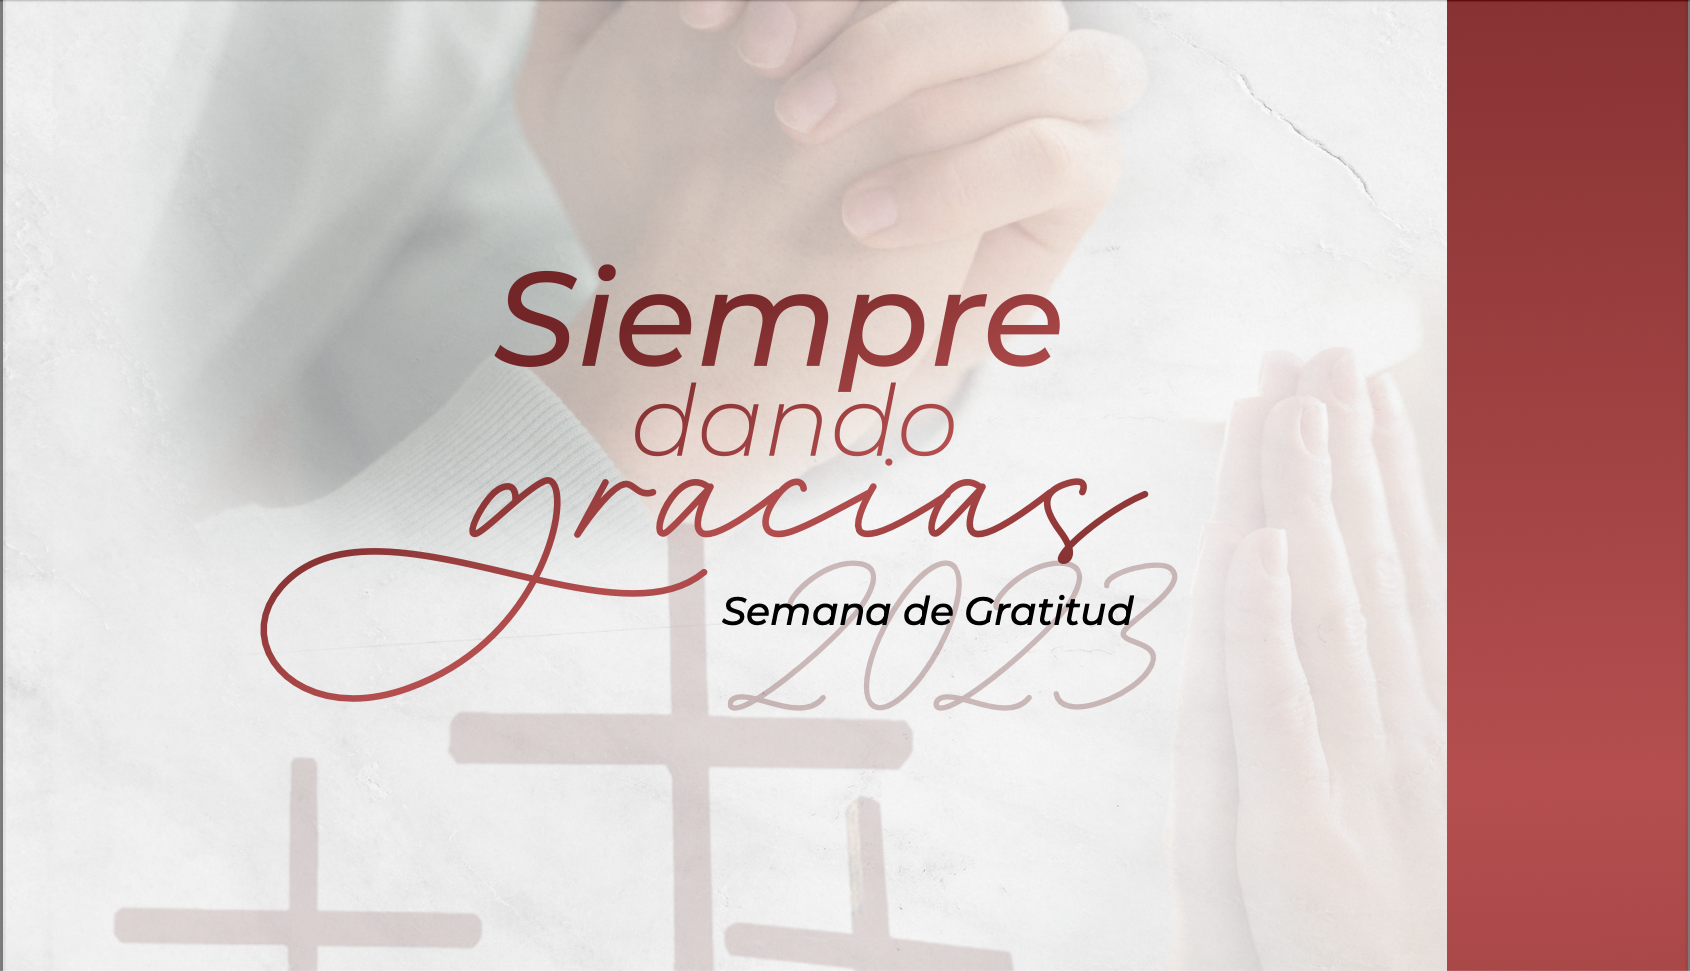 Siempre
dando
gracias
Semana de Gratitud
2023